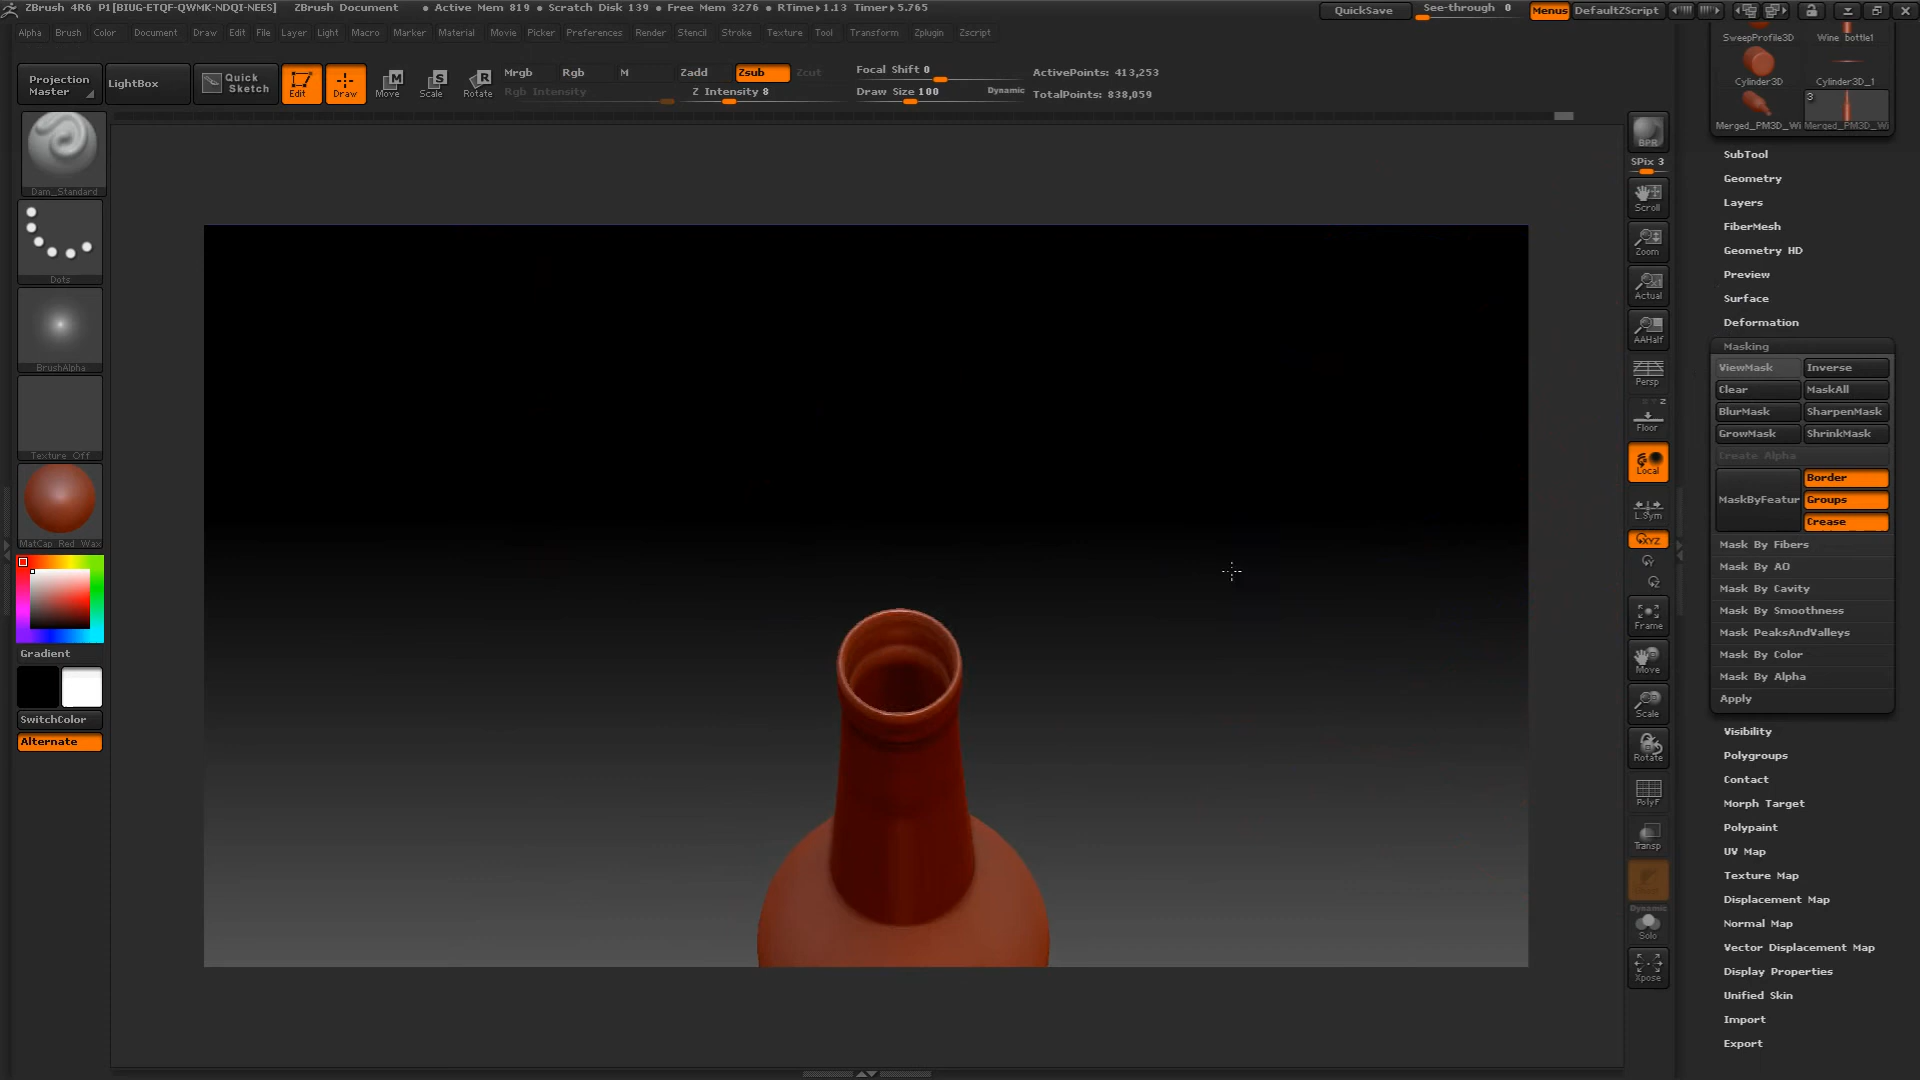 ZBrush 4R6 P1[BIUG-ETQF-QWMK-NDQI-NEES] ZBrush Document • Active Mem 819 • Scratch Disk 139 • Free Mem 3276 • RTime▸1.13 Timer▸5.765 QuickSave See-through 0 Menus DefaultZScript
Alpha Brush Color Document Draw Edit File Layer Light Macro Marker Material Movie Picker Preferences Render Stencil Stroke Texture Tool Transform Zplugin Zscript
Projection Master
LightBox
Quick Sketch
Edit
Draw
Move
Scale
Rotate
Mrgb Rgb M Zadd Zsub Zcut
Rgb Intensity Z Intensity 8
Focal Shift 0
Draw Size 100 Dynamic
ActivePoints: 413,253
TotalPoints: 838,059
Dam_Standard
Dots
BrushAlpha
Texture Off
MatCap Red Wax
Gradient
SwitchColor
Alternate
BPR
SPix 3
Scroll
Zoom
Actual
AAHalf
Persp
Floor
Local
L.Sym
XYZ
Frame
Move
Scale
Rotate
PolyF
Transp
Dynamic
Solo
Xpose
SweepProfile3D Wine bottle1
Cylinder3D Cylinder3D_1
3
Merged_PM3D_Wi Merged_PM3D_Wi
SubTool
Geometry
Layers
FiberMesh
Geometry HD
Preview
Surface
Deformation
Masking
ViewMask Inverse
Clear MaskAll
BlurMask SharpenMask
GrowMask ShrinkMask
Create Alpha
MaskByFeatur
Border
Groups
Crease
Mask By Fibers
Mask By AO
Mask By Cavity
Mask By Smoothness
Mask PeaksAndValleys
Mask By Color
Mask By Alpha
Apply
Visibility
Polygroups
Contact
Morph Target
Polypaint
UV Map
Texture Map
Displacement Map
Normal Map
Vector Displacement Map
Display Properties
Unified Skin
Import
Export